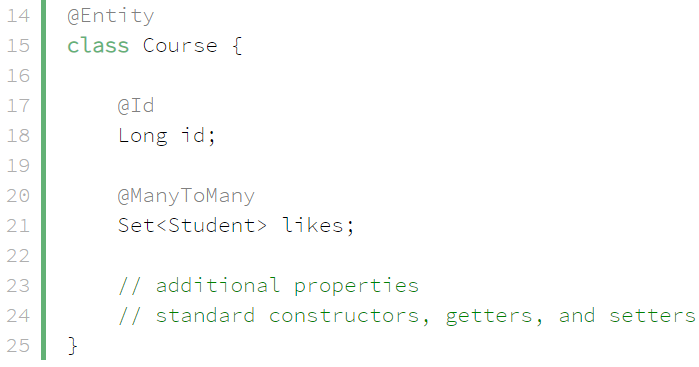 14 @Entity
15 class Course {
16
17     @Id
18     Long id;
19
20     @ManyToMany
21     Set<Student> likes;
22
23     // additional properties
24     // standard constructors, getters, and setters
25 }